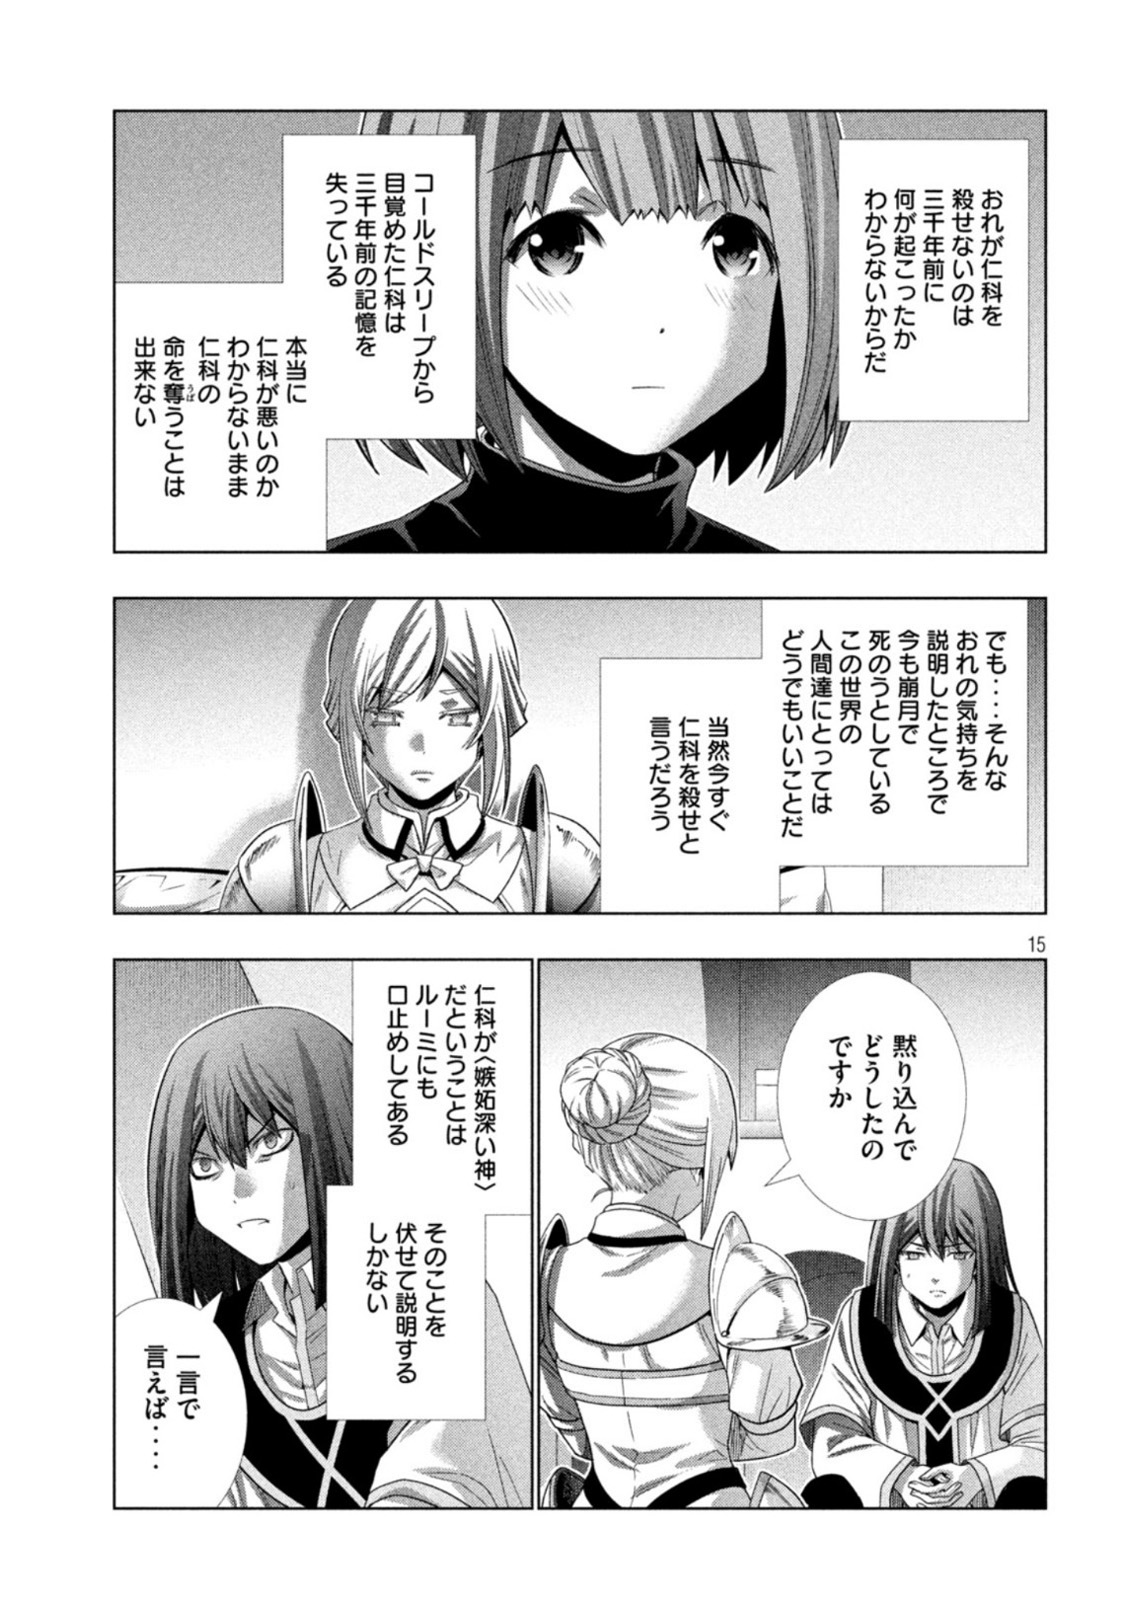 おれが仁科を
殺せないのは
三千年前に
何が起こったか
わからないからだ
コールドスリープから
目覚めた仁科は
三千年前の記憶を
失っている
本当に
仁科が悪いのか
わからないまま
仁科の
命を奪うことは
うば
出来ない
でも‥‥そんな
おれの気持ちを
説明したところで
今も崩月で
死のうとしている
この世界の
人間達にとっては
どうでもいいことだ
当然今すぐ
仁科を殺せと
言うだろう
15
黙り込んで
どうしたの
ですか
仁科が〈嫉妬深い神〉
だということは
ルーミにも
口止めしてある
そのことを
伏せて説明する
しかない
一言で
言えば‥‥